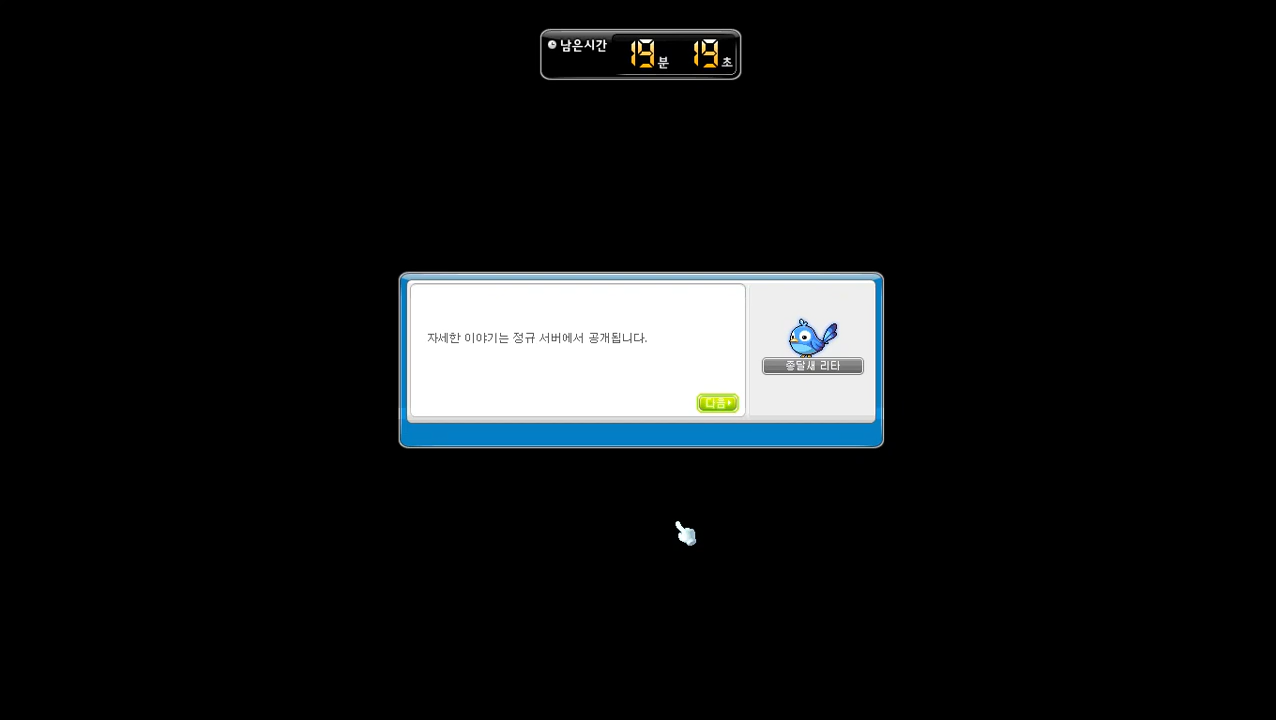 남은시간 19분 19초
자세한 이야기는 정규 서버에서 공개됩니다.
종달새 리타
다음